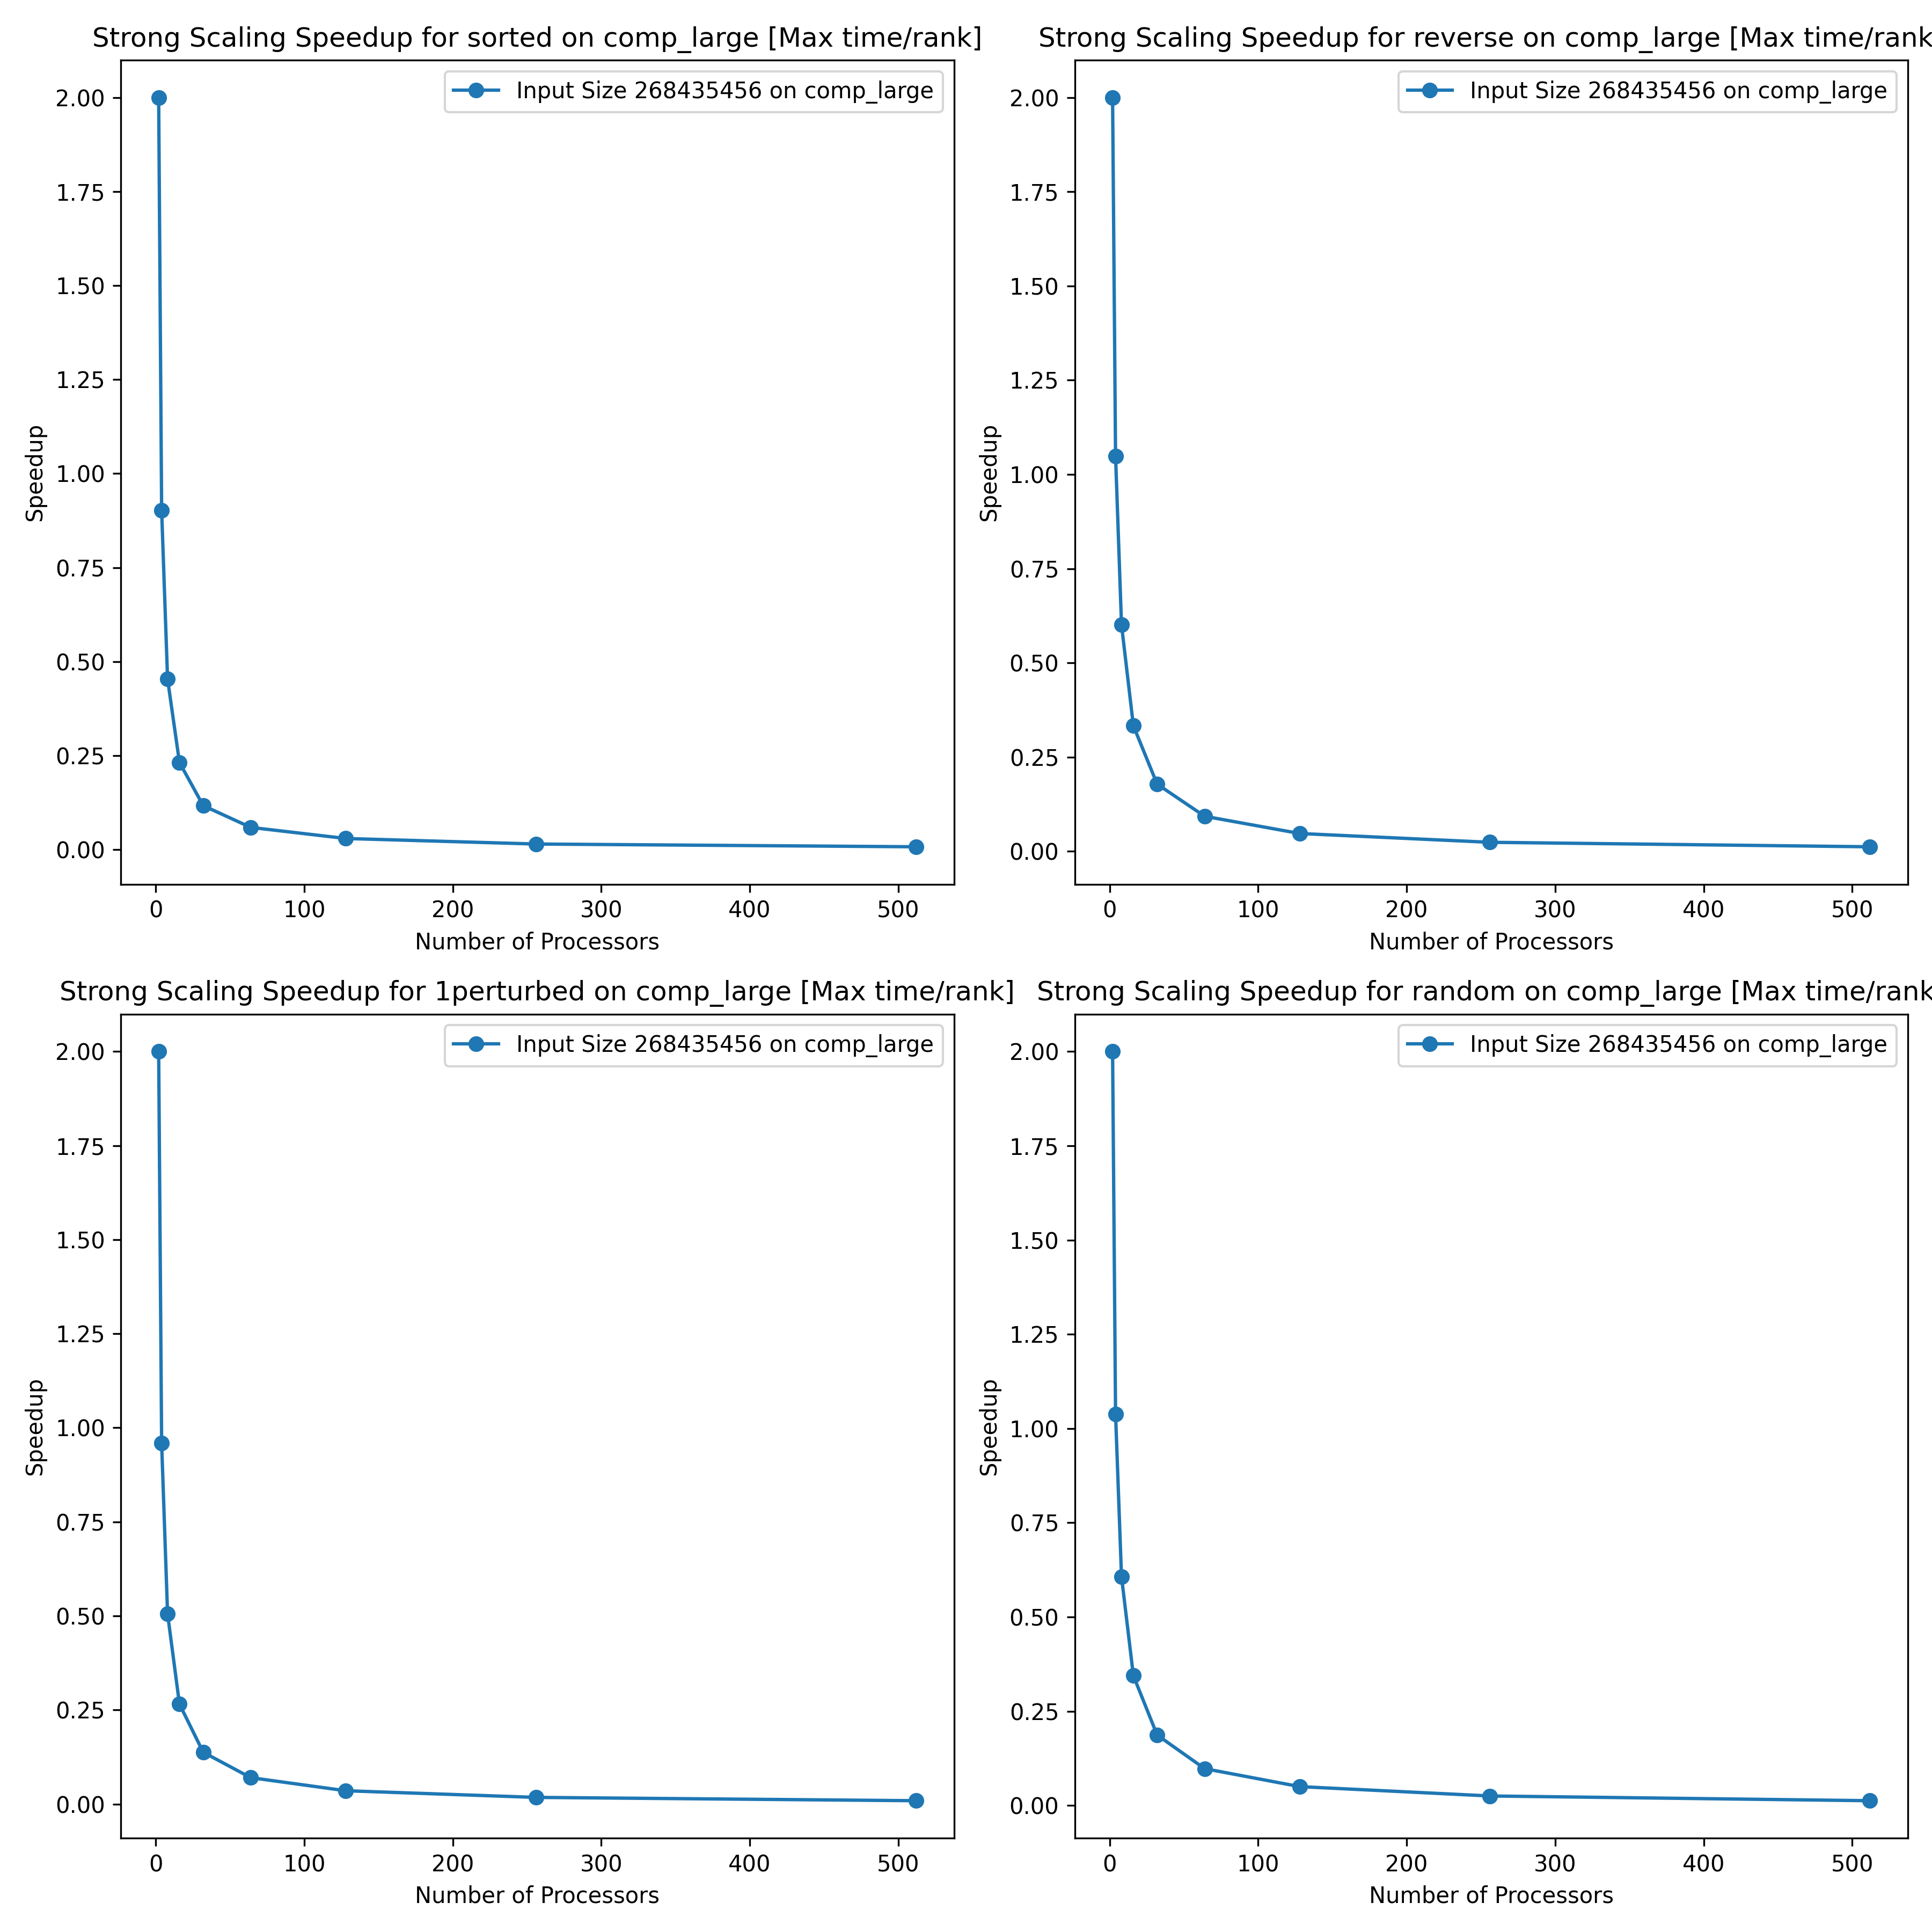 Strong Scaling Speedup for sorted on comp_large [Max time/rank]
Input Size 268435456 on comp_large
2.00
1.75
1.50
1.25
1.00
0.75
0.50
0.25
0.00
Speedup
0 100 200 300 400 500
Number of Processors
Strong Scaling Speedup for reverse on comp_large [Max time/rank
Input Size 268435456 on comp_large
2.00
1.75
1.50
1.25
1.00
0.75
0.50
0.25
0.00
Speedup
0 100 200 300 400 500
Number of Processors
Strong Scaling Speedup for 1perturbed on comp_large [Max time/rank]
Input Size 268435456 on comp_large
2.00
1.75
1.50
1.25
1.00
0.75
0.50
0.25
0.00
Speedup
0 100 200 300 400 500
Number of Processors
Strong Scaling Speedup for random on comp_large [Max time/rank
Input Size 268435456 on comp_large
2.00
1.75
1.50
1.25
1.00
0.75
0.50
0.25
0.00
Speedup
0 100 200 300 400 500
Number of Processors